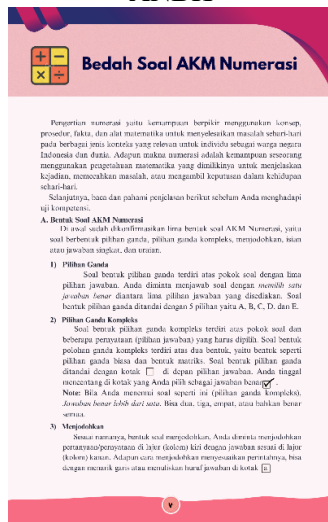 Bedah Soal AKM Numerasi
Pengertian numerasi yaitu kemampuan berpikir menggunakan konsep,
prosedur, fakta, dan alat matematika untuk menyelesaikan masalah sehari-hari
pada berbagai jenis konteks yang relevan untuk individu sebagai warga negara
Indonesia dan dunia. Adapun makna numerasi adalah kemampuan seseorang
menggunakan pengetahuan matematika yang dimilikinya untuk menjelaskan
kejadian, memecahkan masalah, atau mengambil keputusan dalam kehidupan
sehari-hari.
Selanjutnya, baca dan pahami penjelasan berikut sebelum Anda menghadapi
uji kompetensi.
A. Bentuk Soal AKM Numerasi
Di awal sudah dikonfirmasikan lima bentuk soal AKM Numerasi, yaitu
soal berbentuk pilihan ganda, pilihan ganda kompleks, menjodohkan, isian
atau jawaban singkat, dan uraian.
1) Pilihan Ganda
Soal bentuk pilihan ganda terdiri atas pokok soal dengan lima
pilihan jawaban. Anda diminta menjawab soal dengan memilih satu
jawaban benar diantara lima pilihan jawaban yang disediakan. Soal
bentuk pilihan ganda ditandai dengan 5 pilihan yaitu A, B, C, D, dan E.
2) Pilihan Ganda Kompleks
Soal bentuk pilihan ganda kompleks terdiri atas pokok soal dan
beberapa pernyataan (pilihan jawaban) yang harus dipilih. Soal bentuk
pilihan ganda kompleks terdiri atas dua bentuk, yaitu bentuk seperti
pilihan ganda biasa dan bentuk matriks. Soal bentuk pilihan ganda
ditandai dengan kotak di depan pilihan jawaban. Anda tinggal
mencentang di kotak yang Anda pilih sebagai jawaban benar .
Note: Bila Anda menemui soal seperti ini (pilihan ganda kompleks).
Jawaban benar lebih dari satu. Bisa dua, tiga, empat, atau bahkan benar
semua.
3) Menjodohkan
Sesuai namanya, bentuk soal menjodohkan, Anda diminta menjodohkan
pertanyaan/pernyataan di lajur (kolom) kiri dengan jawaban sesuai di lajur
(kolom) kanan. Adapun cara menjodohkan menyesuaikan perintahnya, bisa
dengan menarik garis atau menuliskan huruf jawaban di kotak
v